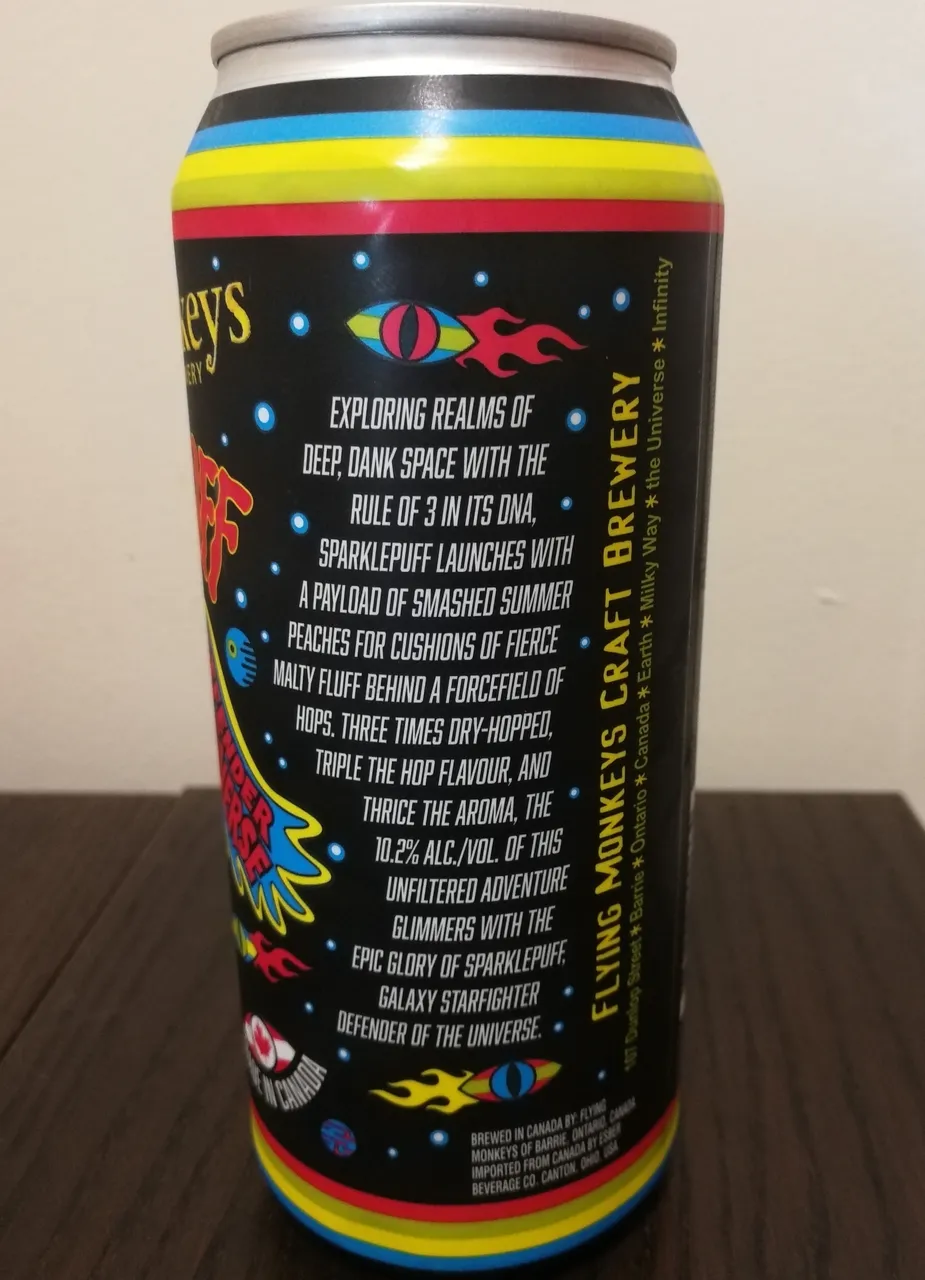 keys
ERY
FF
EXPLORING REALMS OF
DEEP, DANK SPACE WITH THE
RULE OF 3 IN ITS DNA,
SPARKLEPUFF LAUNCHES WITH
A PAYLOAD OF SMASHED SUMMER
PEACHES FOR CUSHIONS OF FIERCE
MALTY FLUFF BEHIND A FORCEFIELD OF
HOPS. THREE TIMES DRY-HOPPED,
TRIPLE THE HOP FLAVOUR, AND
THRICE THE AROMA, THE
10.2% ALC./VOL. OF THIS
UNFILTERED ADVENTURE
GLIMMERS WITH THE
EPIC GLORY OF SPARKLEPUFF,
GALAXY STARFIGHTER
DEFENDER OF THE UNIVERSE.
FLYING MONKEYS CRAFT BREWERY
107 Dunlop Street * Barrie * Ontario * Canada * Earth * Milky Way * the Universe * Infinity
IN CANADA
BREWED IN CANADA BY: FLYING
MONKEYS OF BARRIE, ONTARIO, CANADA
IMPORTED FROM CANADA BY ESBER
BEVERAGE CO. CANTON, OHIO, USA